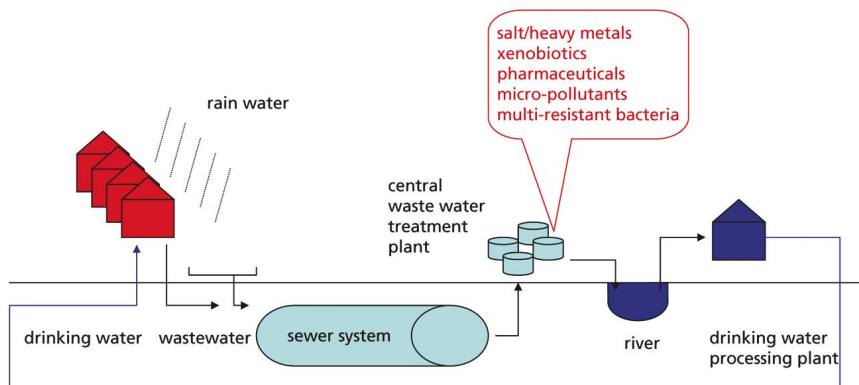 salt/heavy metals
xenobiotics
pharmaceuticals
micro-pollutants
multi-resistant bacteria
rain water
central
waste water
treatment
plant
drinking water
wastewater
sewer system
river
drinking water
processing plant